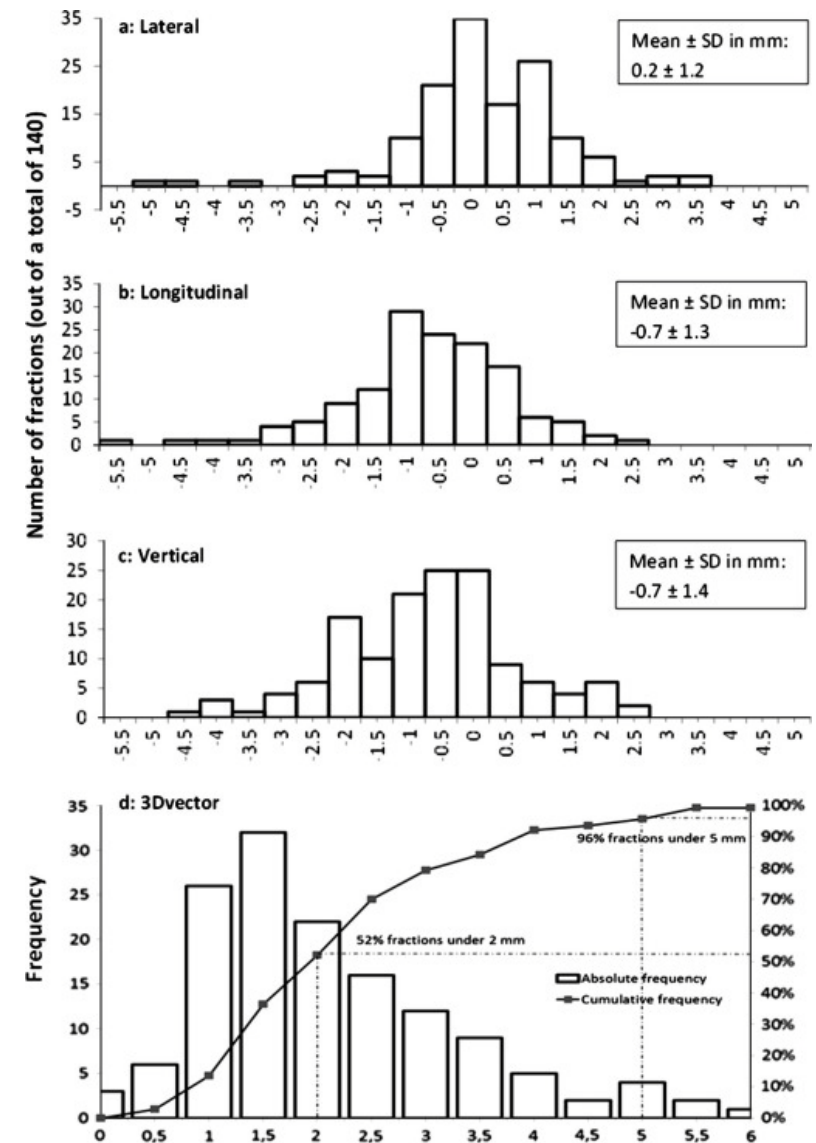 Number of fractions (out of a total of 140)
a: Lateral
Mean ± SD in mm:
0.2 ± 1.2
35
25
15
5
-5
-5.5 -5 -4.5 -4 -3.5 -3 -2.5 -2 -1.5 -1 -0.5 0 0.5 1 1.5 2 2.5 3 3.5 4 4.5 5
b: Longitudinal
Mean ± SD in mm:
-0.7 ± 1.3
35
30
25
20
15
10
5
0
-5.5 -5 -4.5 -4 -3.5 -3 -2.5 -2 -1.5 -1 -0.5 0 0.5 1 1.5 2 2.5 3 3.5 4 4.5 5
c: Vertical
Mean ± SD in mm:
-0.7 ± 1.4
30
25
20
15
10
5
0
-5.5 -5 -4.5 -4 -3.5 -3 -2.5 -2 -1.5 -1 -0.5 0 0.5 1 1.5 2 2.5 3 3.5 4 4.5 5
d: 3Dvector
Frequency
35
30
25
20
15
10
5
0
100%
90%
80%
70%
60%
50%
40%
30%
20%
10%
0%
96% fractions under 5 mm
52% fractions under 2 mm
Absolute frequency
Cumulative frequency
0 0,5 1 1,5 2 2,5 3 3,5 4 4,5 5 5,5 6